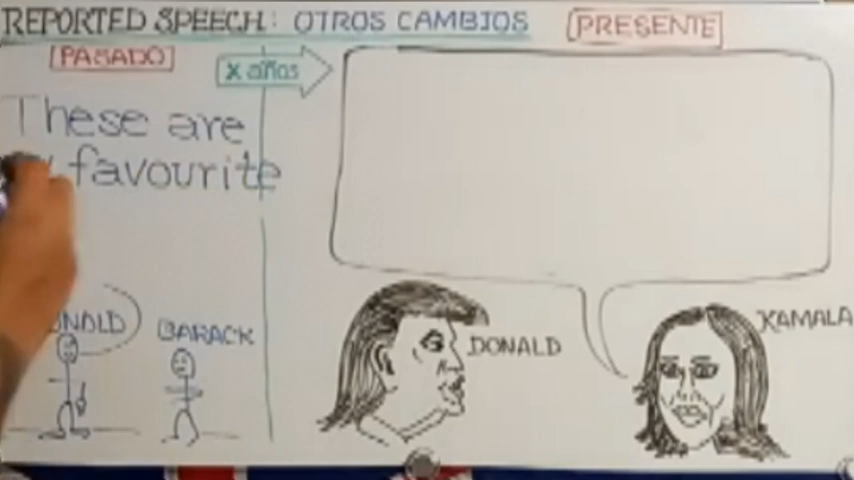 REPORTED SPEECH: OTROS CAMBIOS
PRESENTE
PASADO
X años
These are
favourite
BARACK
DONALD
KAMALA